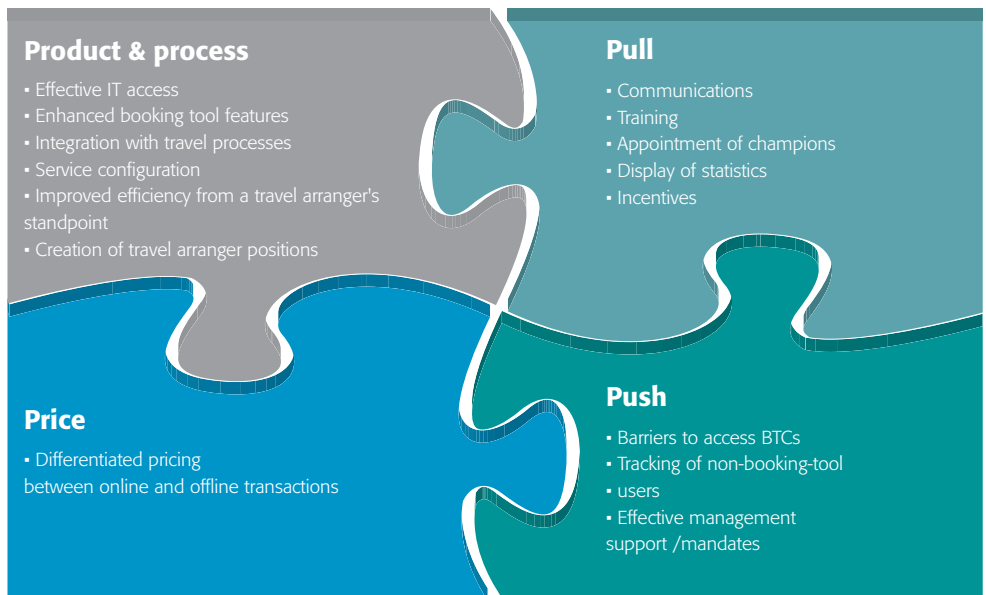 Product & process
▪ Effective IT access
▪ Enhanced booking tool features
▪ Integration with travel processes
▪ Service configuration
▪ Improved efficiency from a travel arranger's
standpoint
▪ Creation of travel arranger positions
Pull
▪ Communications
▪ Training
▪ Appointment of champions
▪ Display of statistics
▪ Incentives
Price
▪ Differentiated pricing
between online and offline transactions
Push
▪ Barriers to access BTCs
▪ Tracking of non-booking-tool
▪ users
▪ Effective management
support /mandates